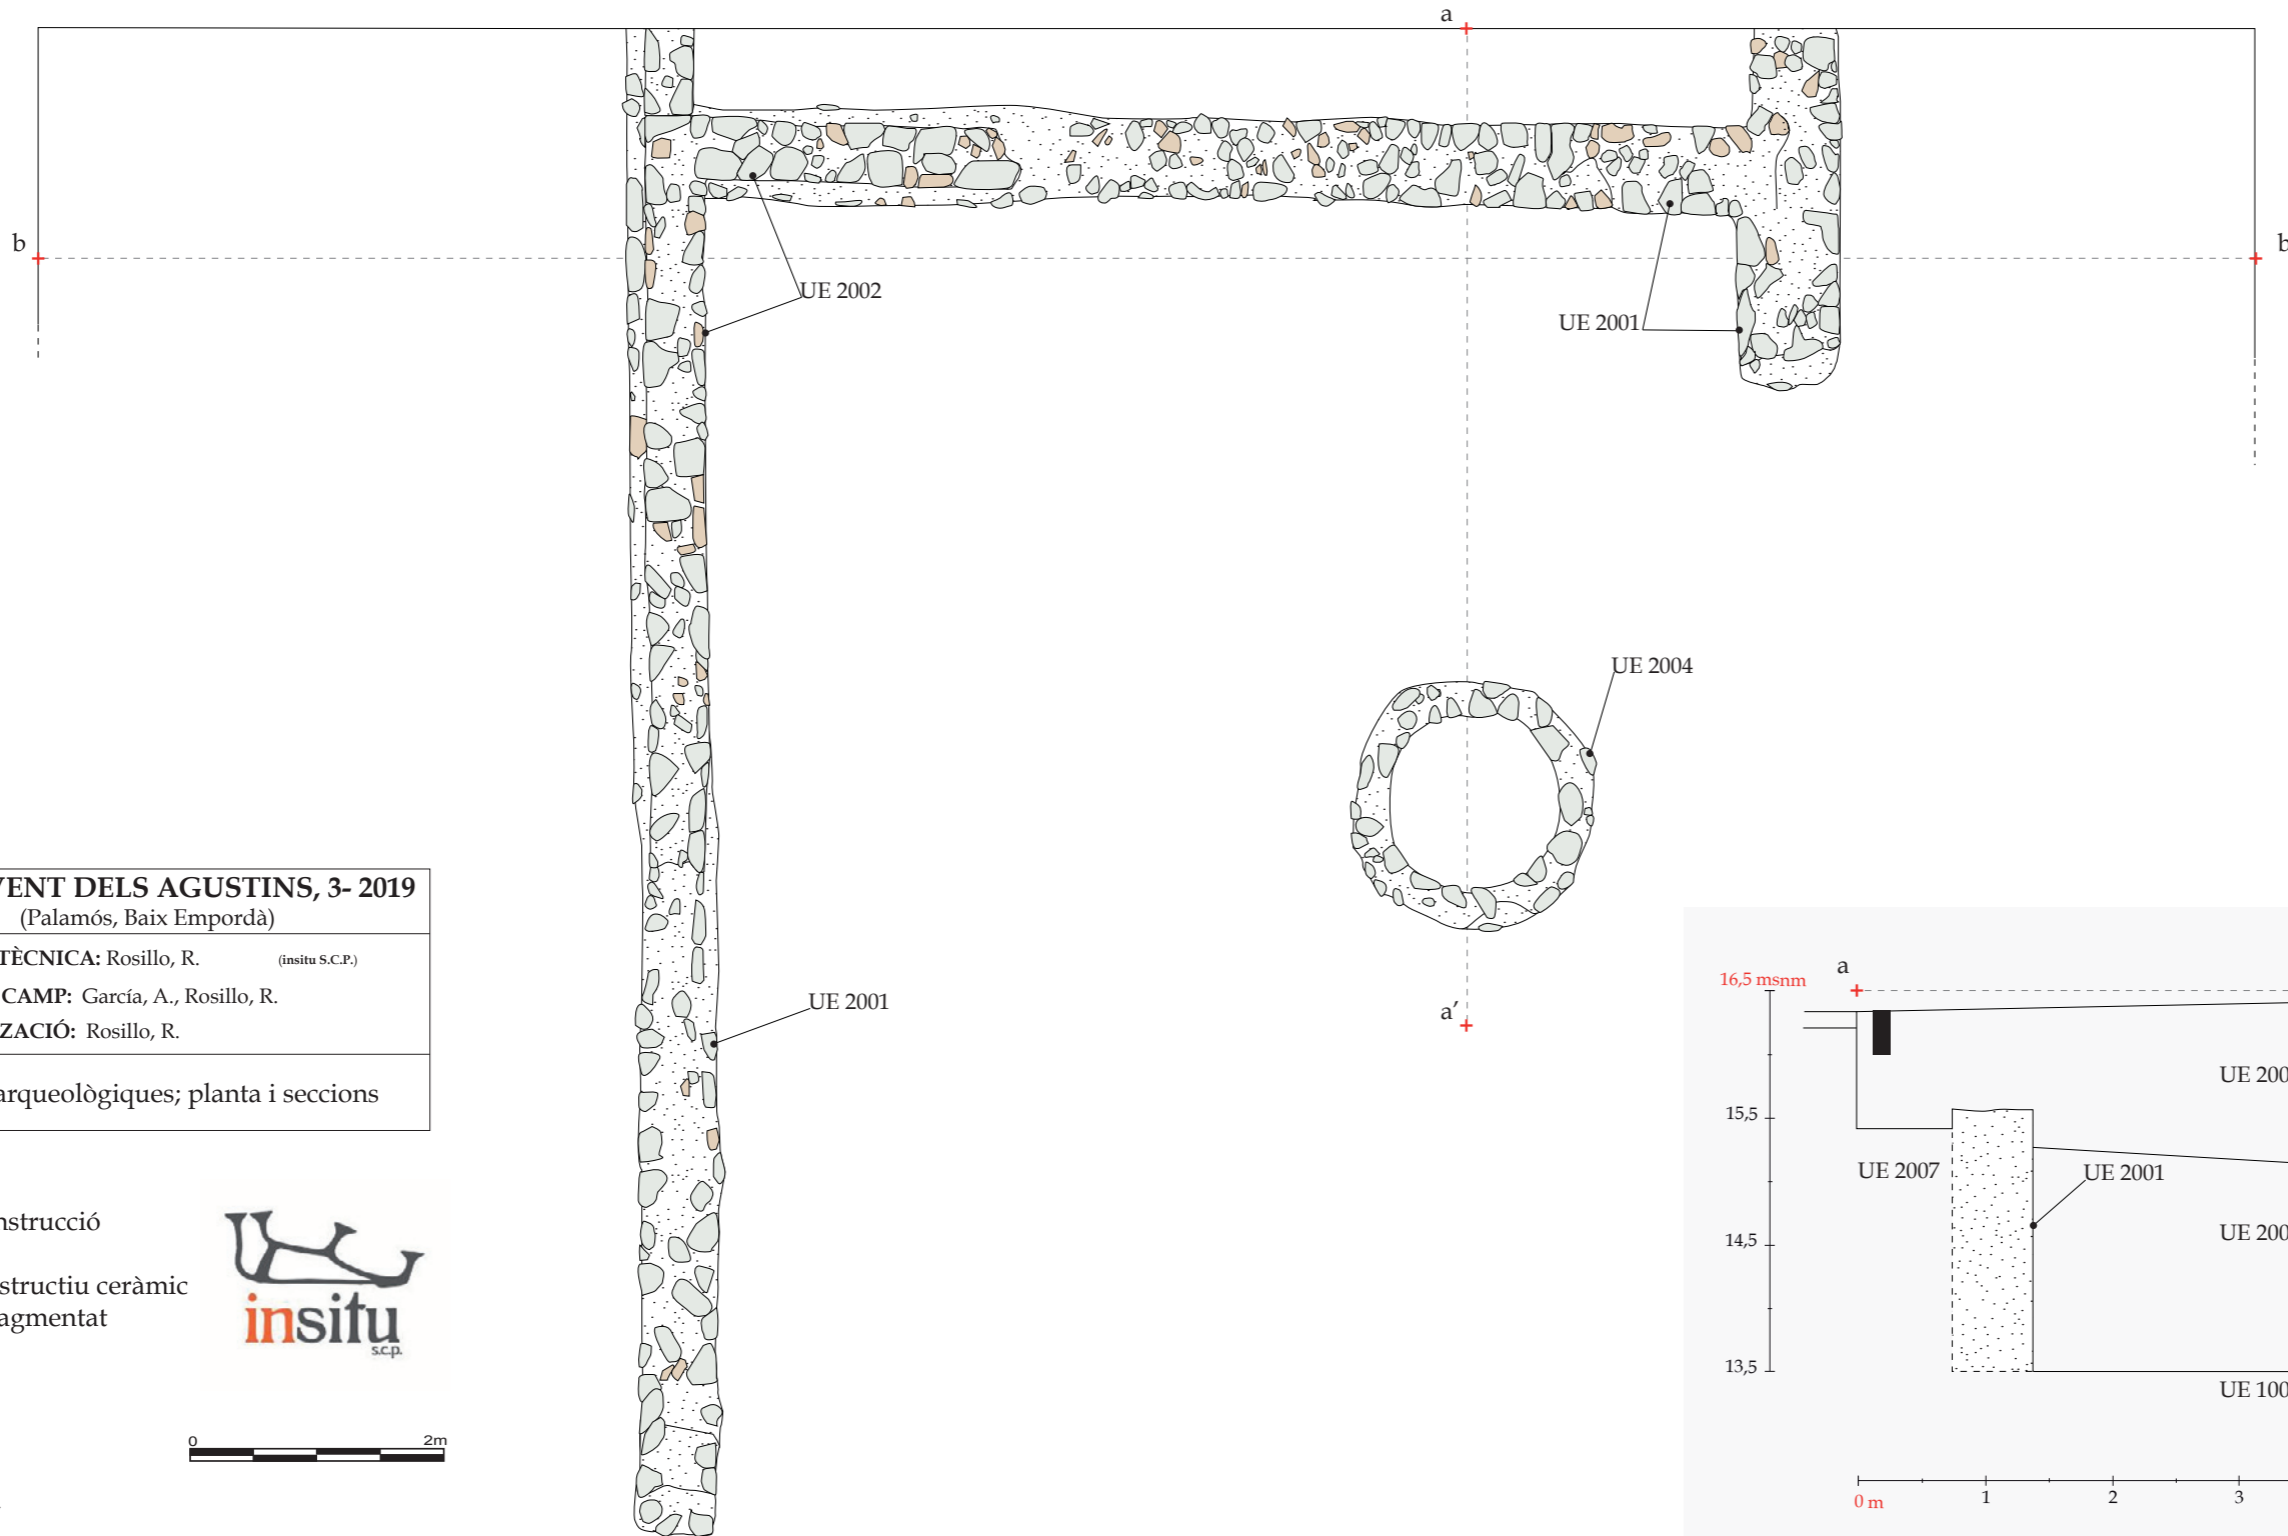 a
b
b
UE 2002
UE 2001
UE 2004
UE 2001
a'
VENT DELS AGUSTINS, 3- 2019
(Palamós, Baix Empordà)
TÈCNICA: Rosillo, R. (insitu S.C.P.)
CAMP: García, A., Rosillo, R.
ZACIÓ: Rosillo, R.
arqueològiques; planta i seccions
nstrucció
structiu ceràmic
agmentat
insitu
s.c.p.
0 2m
a
16,5 msnm
15,5
14,5
13,5
UE 200
UE 2007
UE 2001
UE 200
UE 100
0 m 1 2 3